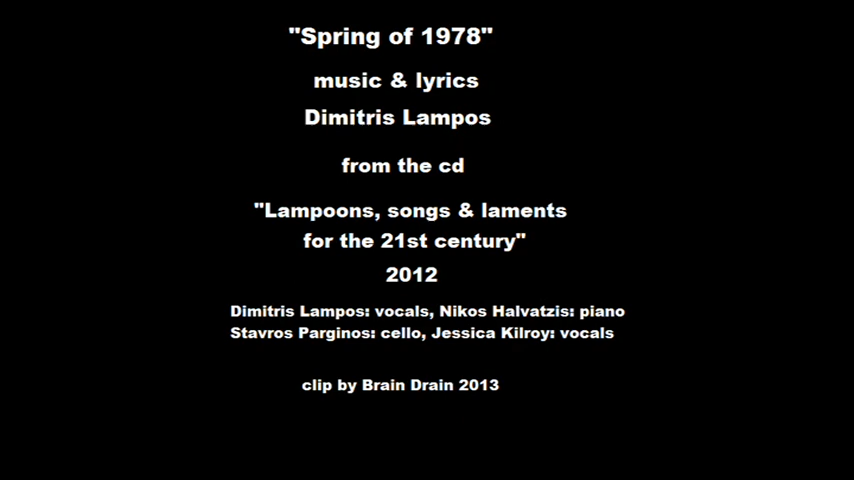 "Spring of 1978"
music & lyrics
Dimitris Lampos
from the cd
"Lampoons, songs & laments
for the 21st century"
2012
Dimitris Lampos: vocals, Nikos Halvatzis: piano
Stavros Parginos: cello, Jessica Kilroy: vocals
clip by Brain Drain 2013